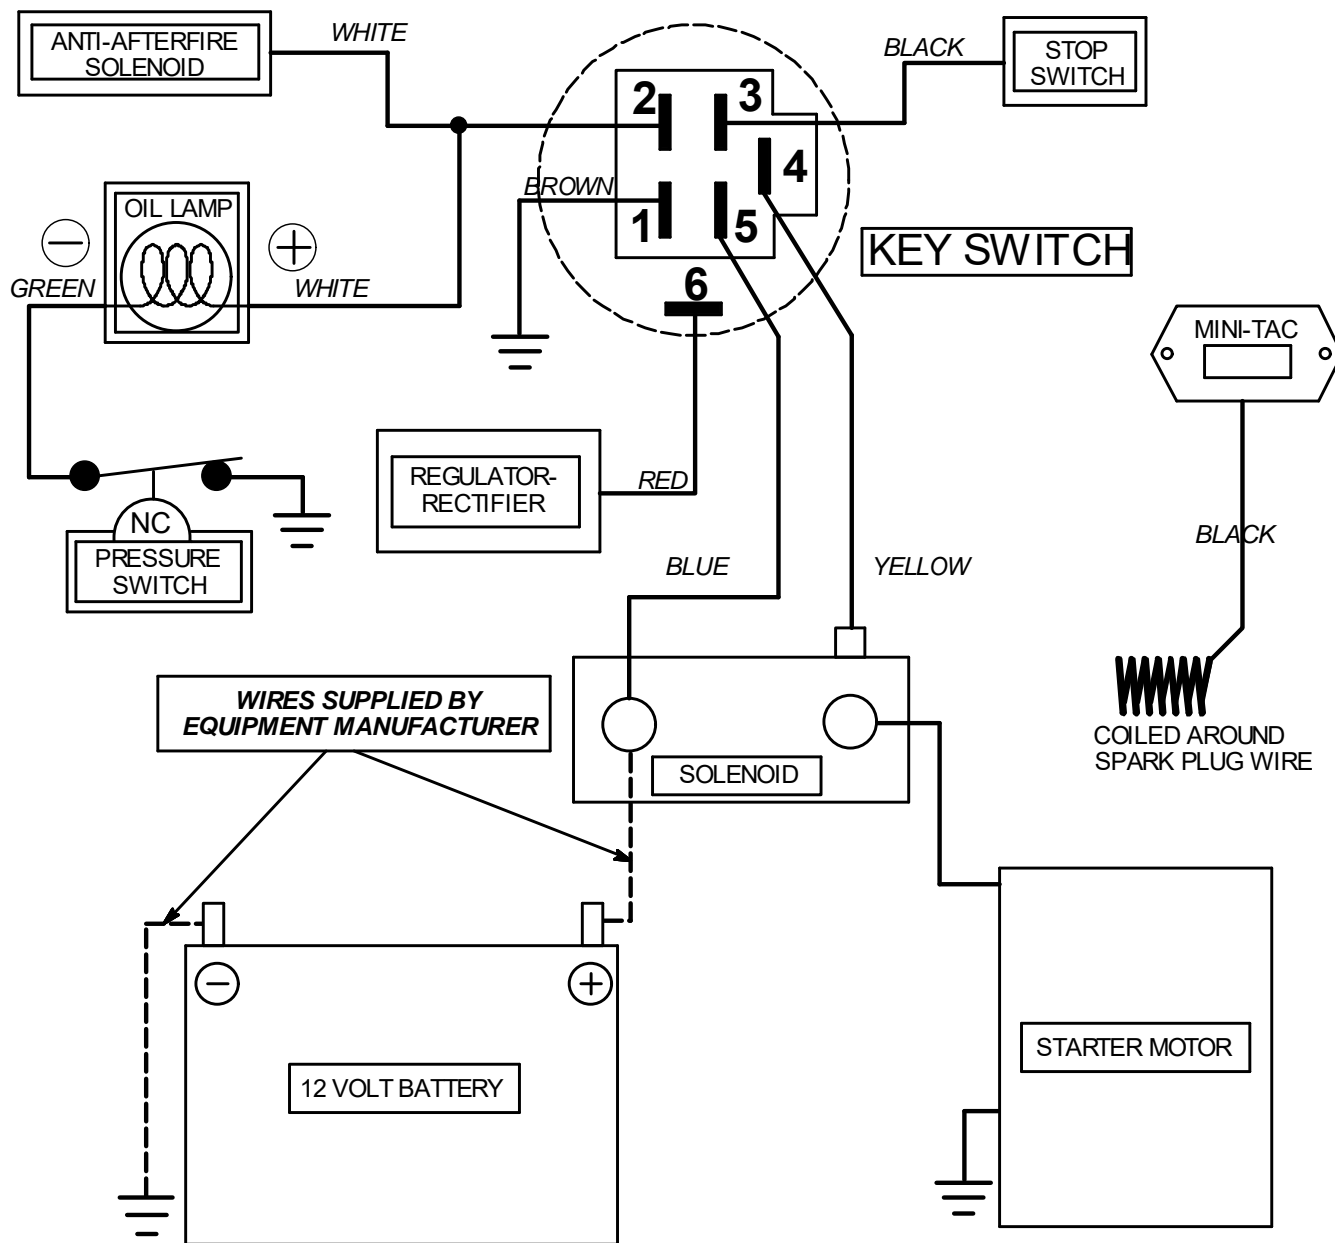 ANTI-AFTERFIRE
SOLENOID
WHITE
BLACK
STOP
SWITCH
2
3
4
BROWN
1
5
6
KEY SWITCH
OIL LAMP
−
+
GREEN
WHITE
MINI-TAC
REGULATOR-
RECTIFIER
RED
NC
PRESSURE
SWITCH
BLUE
YELLOW
BLACK
WIRES SUPPLIED BY
EQUIPMENT MANUFACTURER
COILED AROUND
SPARK PLUG WIRE
SOLENOID
−
+
12 VOLT BATTERY
STARTER MOTOR